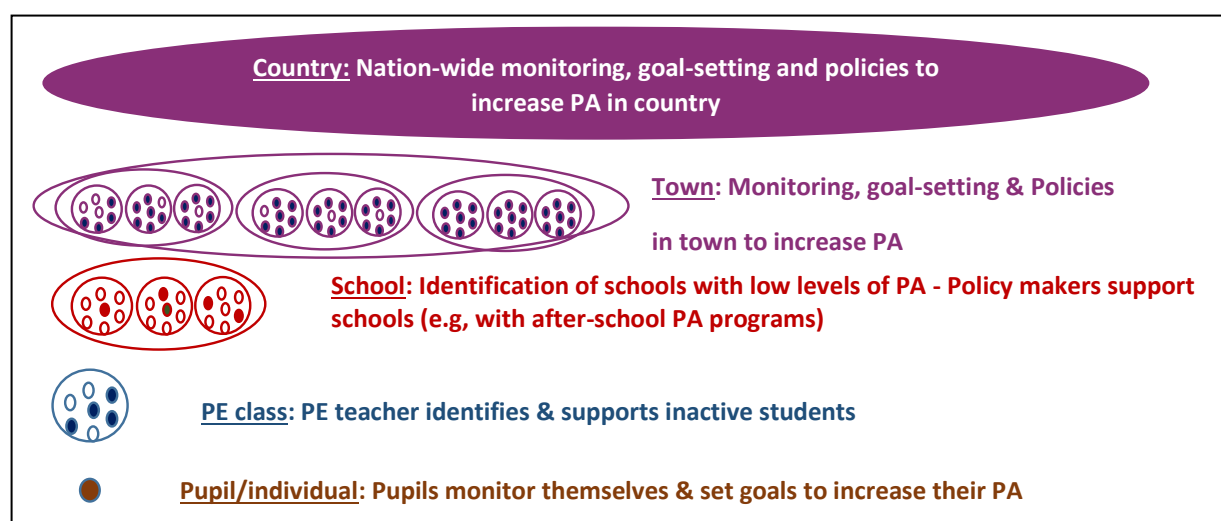 Country: Nation-wide monitoring, goal-setting and policies to
increase PA in country
Town: Monitoring, goal-setting & Policies
in town to increase PA
School: Identification of schools with low levels of PA - Policy makers support
schools (e.g, with after-school PA programs)
PE class: PE teacher identifies & supports inactive students
Pupil/individual: Pupils monitor themselves & set goals to increase their PA